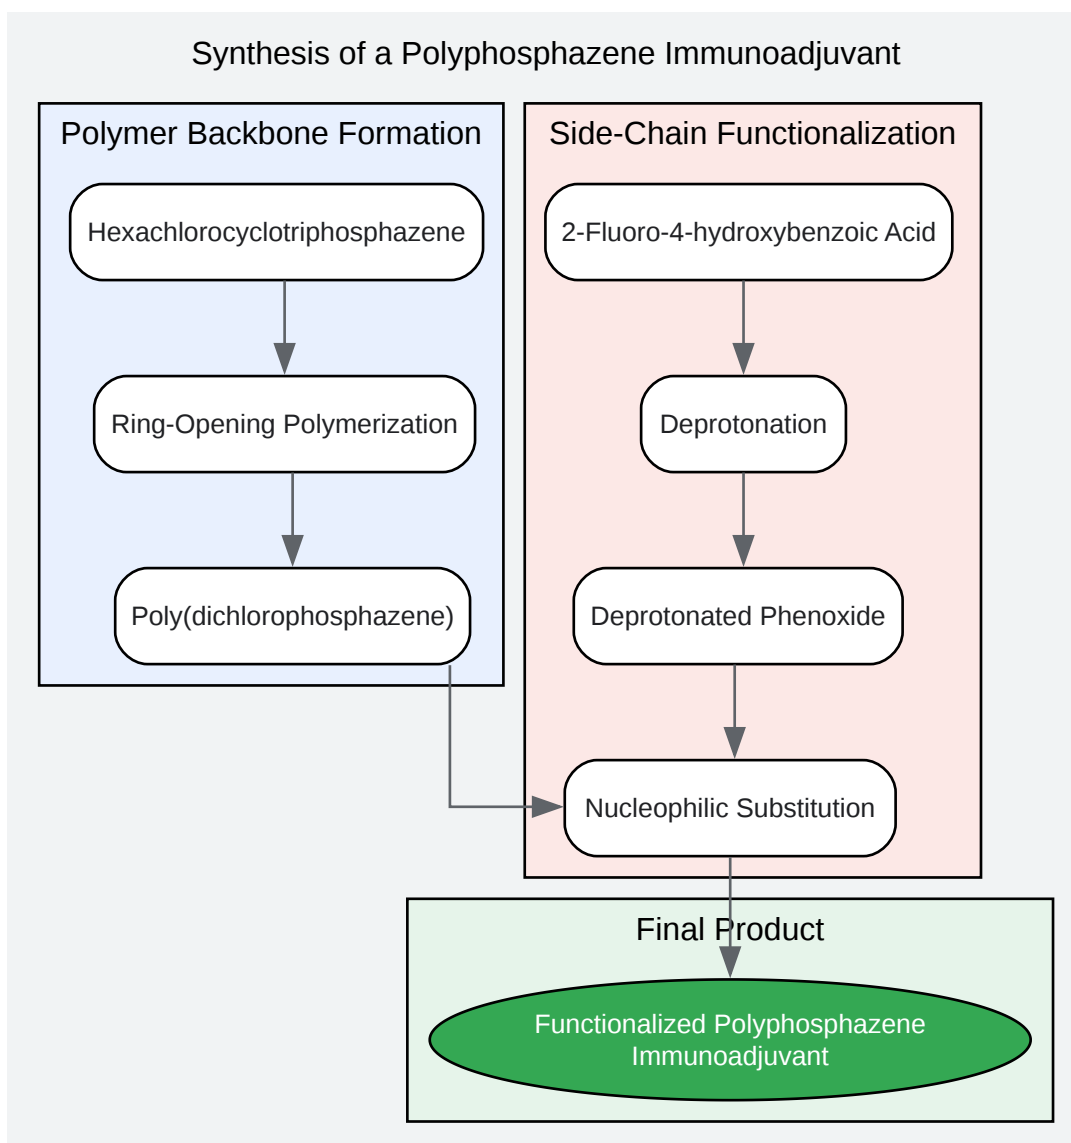 Synthesis of a Polyphosphazene Immunoadjuvant
Polymer Backbone Formation
Hexachlorocyclotriphosphazene
Ring-Opening Polymerization
Poly(dichlorophosphazene)
Side-Chain Functionalization
2-Fluoro-4-hydroxybenzoic Acid
Deprotonation
Deprotonated Phenoxide
Nucleophilic Substitution
Final Product
Functionalized Polyphosphazene
Immunoadjuvant